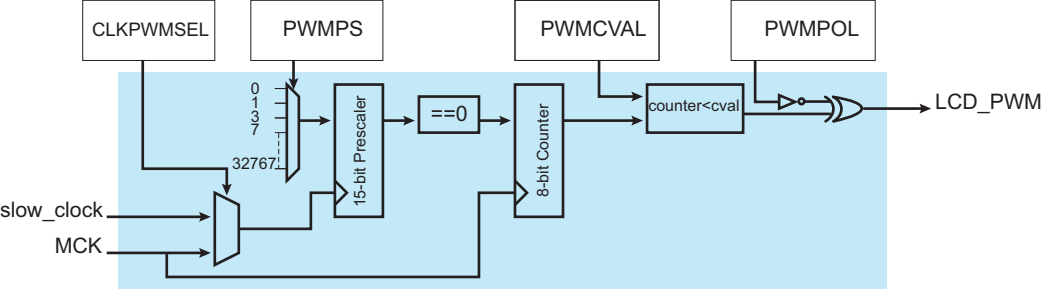 CLKPWMSEL
PWMPS
PWMCVAL
PWMPOL
0
1
3
7
32767
15-bit Prescaler
==0
8-bit Counter
counter<cval
LCD_PWM
slow_clock
MCK